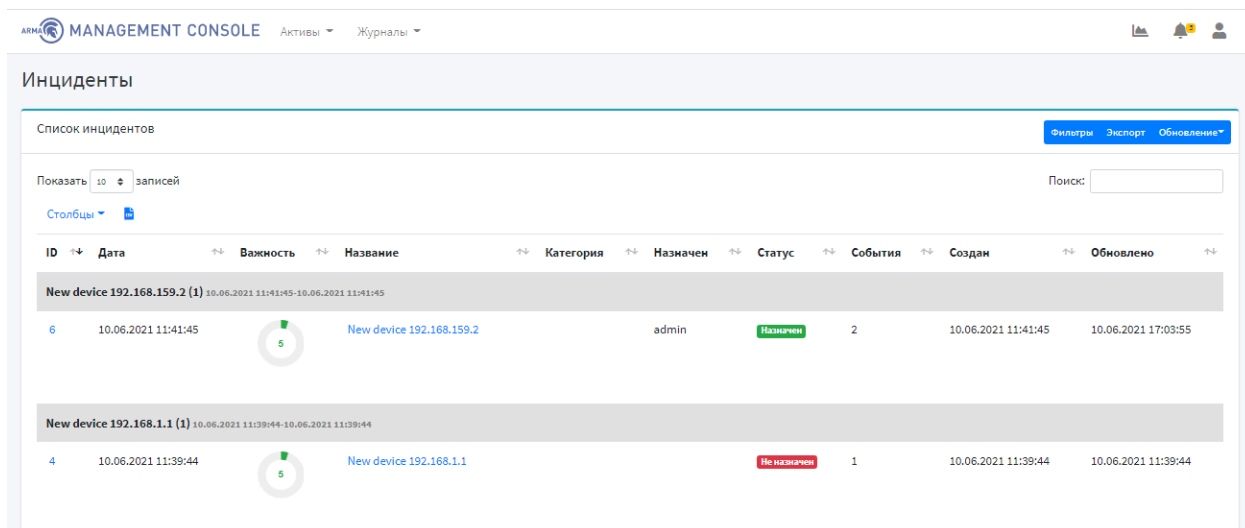 ARMA MANAGEMENT CONSOLE Активы Журналы
Инциденты
Список инцидентов
Фильтры Экспорт Обновление
Показать 10 записей
Поиск:
Столбцы
ID Дата Важность Название Категория Назначен Статус События Создан Обновлено
New device 192.168.159.2 (1) 10.06.2021 11:41:45-10.06.2021 11:41:45
6 10.06.2021 11:41:45 5 New device 192.168.159.2 admin Назначен 2 10.06.2021 11:41:45 10.06.2021 17:03:55
New device 192.168.1.1 (1) 10.06.2021 11:39:44-10.06.2021 11:39:44
4 10.06.2021 11:39:44 5 New device 192.168.1.1 Не назначен 1 10.06.2021 11:39:44 10.06.2021 11:39:44